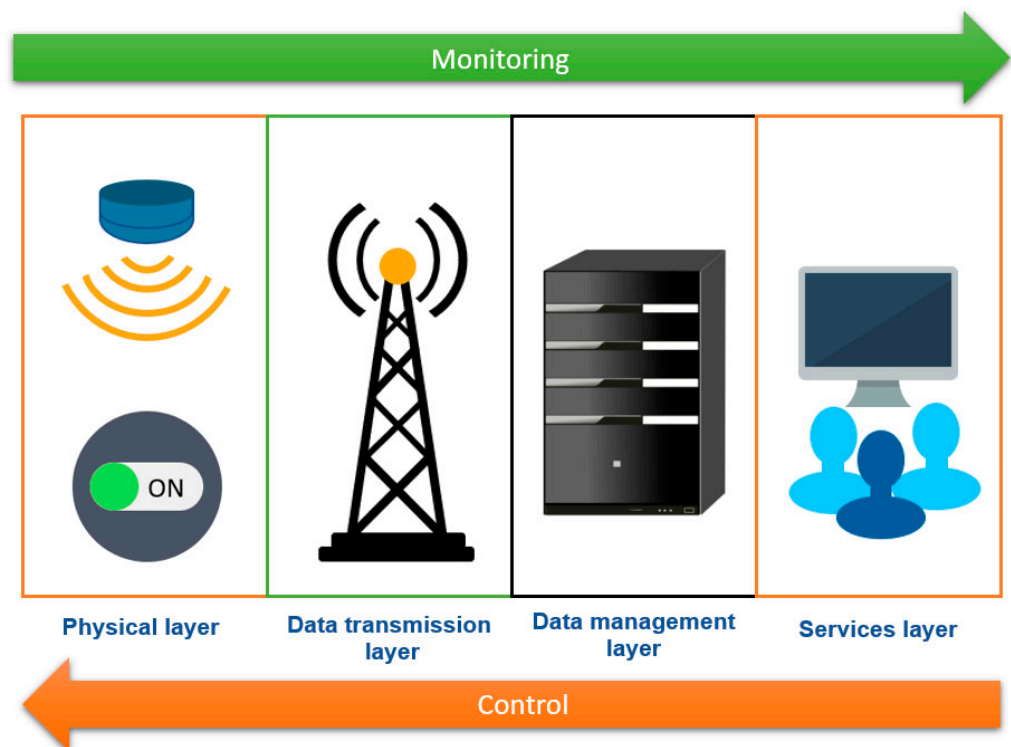 Monitoring
ON
Physical layer
Data transmission
layer
Data management
layer
Services layer
Control